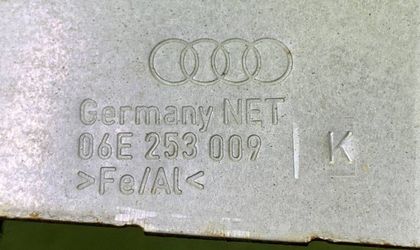 Germany NET
06E 253 009 | K
>Fe/Al<